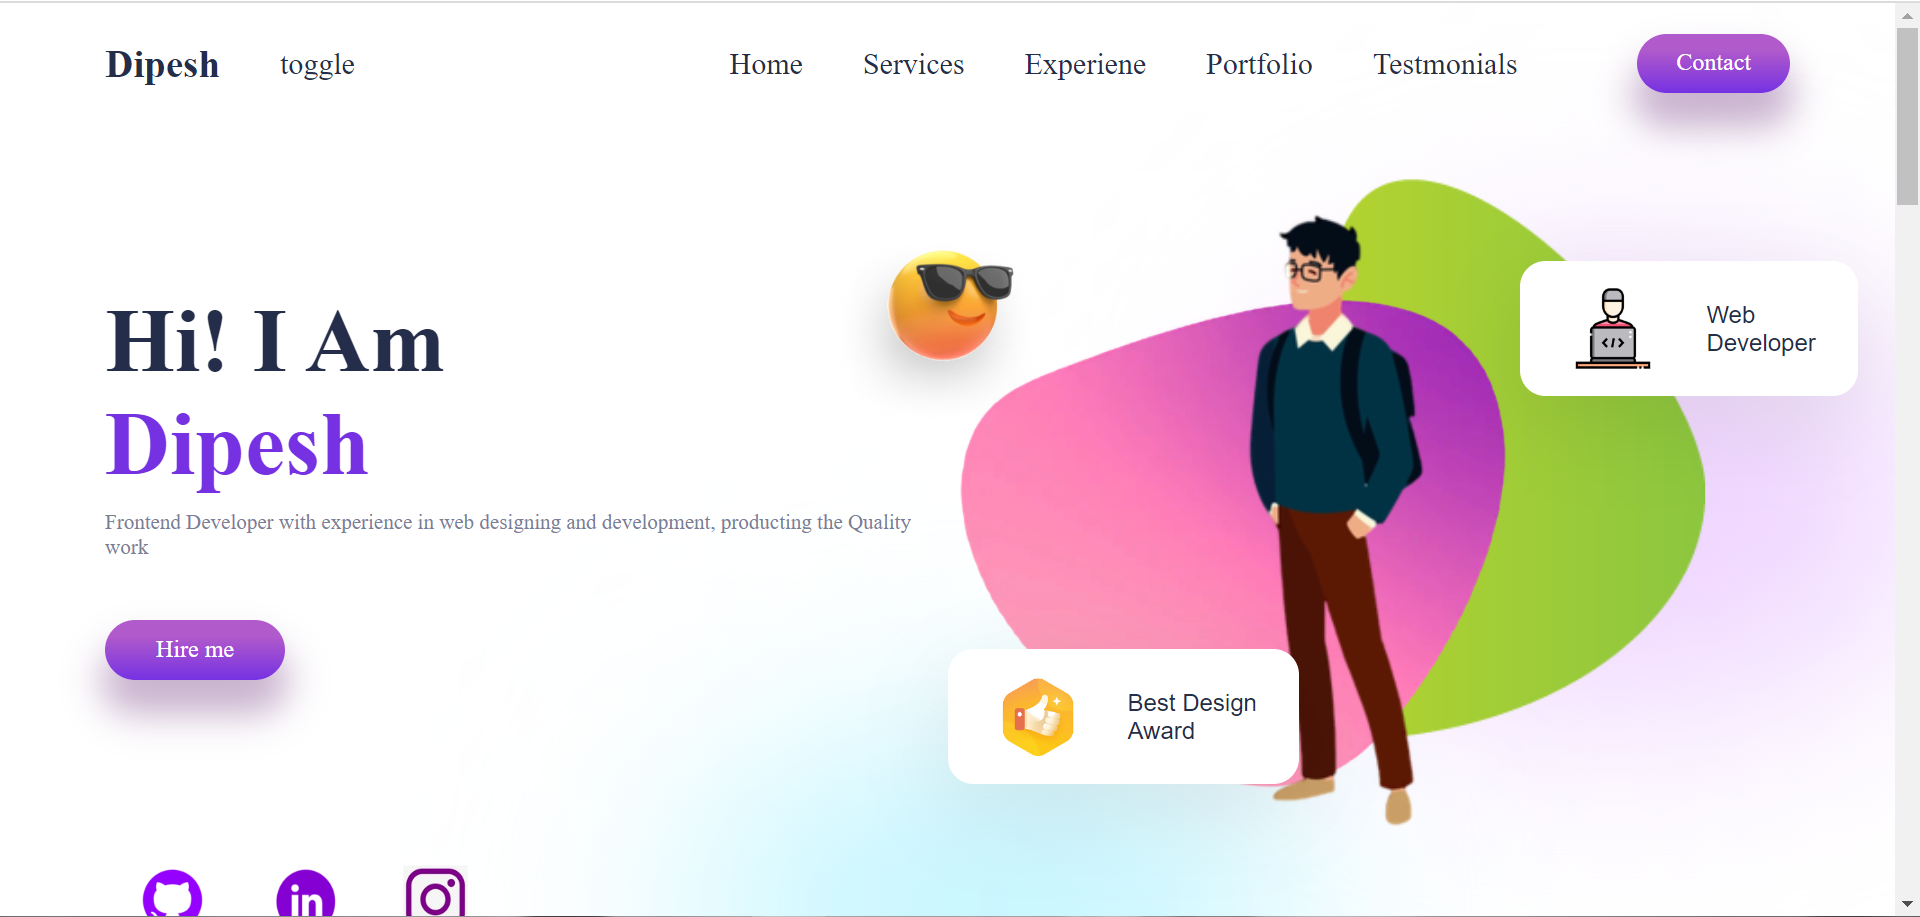 Dipesh
toggle
Home
Services
Experiene
Portfolio
Testmonials
Contact
Hi! I Am
Dipesh
Frontend Developer with experience in web designing and development, producting the Quality
work
Hire me
Web
Developer
</>
Best Design
Award
in